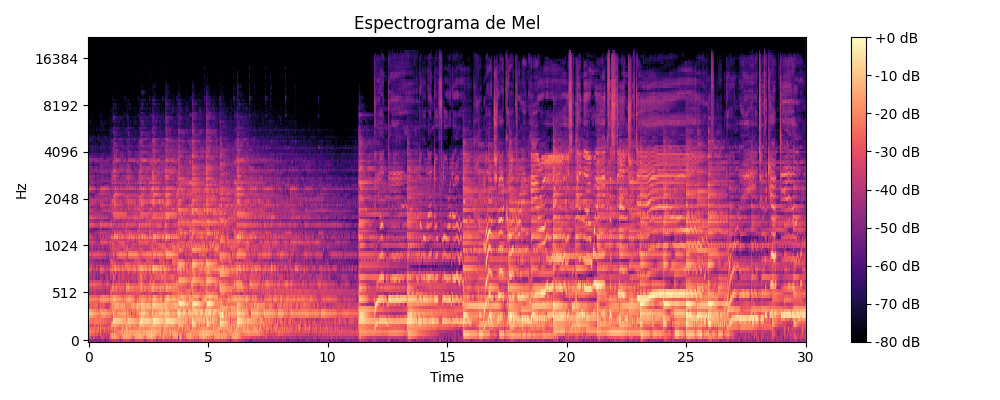 Espectrograma de Mel
Hz
16384
8192
4096
2048
1024
512
0
0 5 10 15 20 25 30
Time
+0 dB
-10 dB
-20 dB
-30 dB
-40 dB
-50 dB
-60 dB
-70 dB
-80 dB